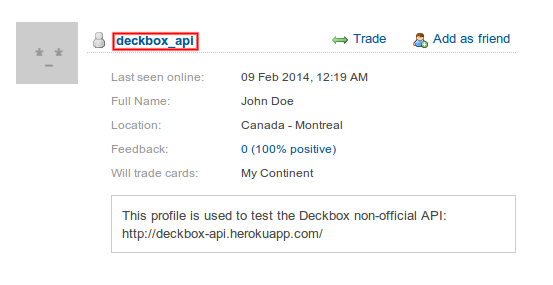 deckbox_api Trade Add as friend
Last seen online: 09 Feb 2014, 12:19 AM
Full Name: John Doe
Location: Canada - Montreal
Feedback: 0 (100% positive)
Will trade cards: My Continent
This profile is used to test the Deckbox non-official API:
http://deckbox-api.herokuapp.com/